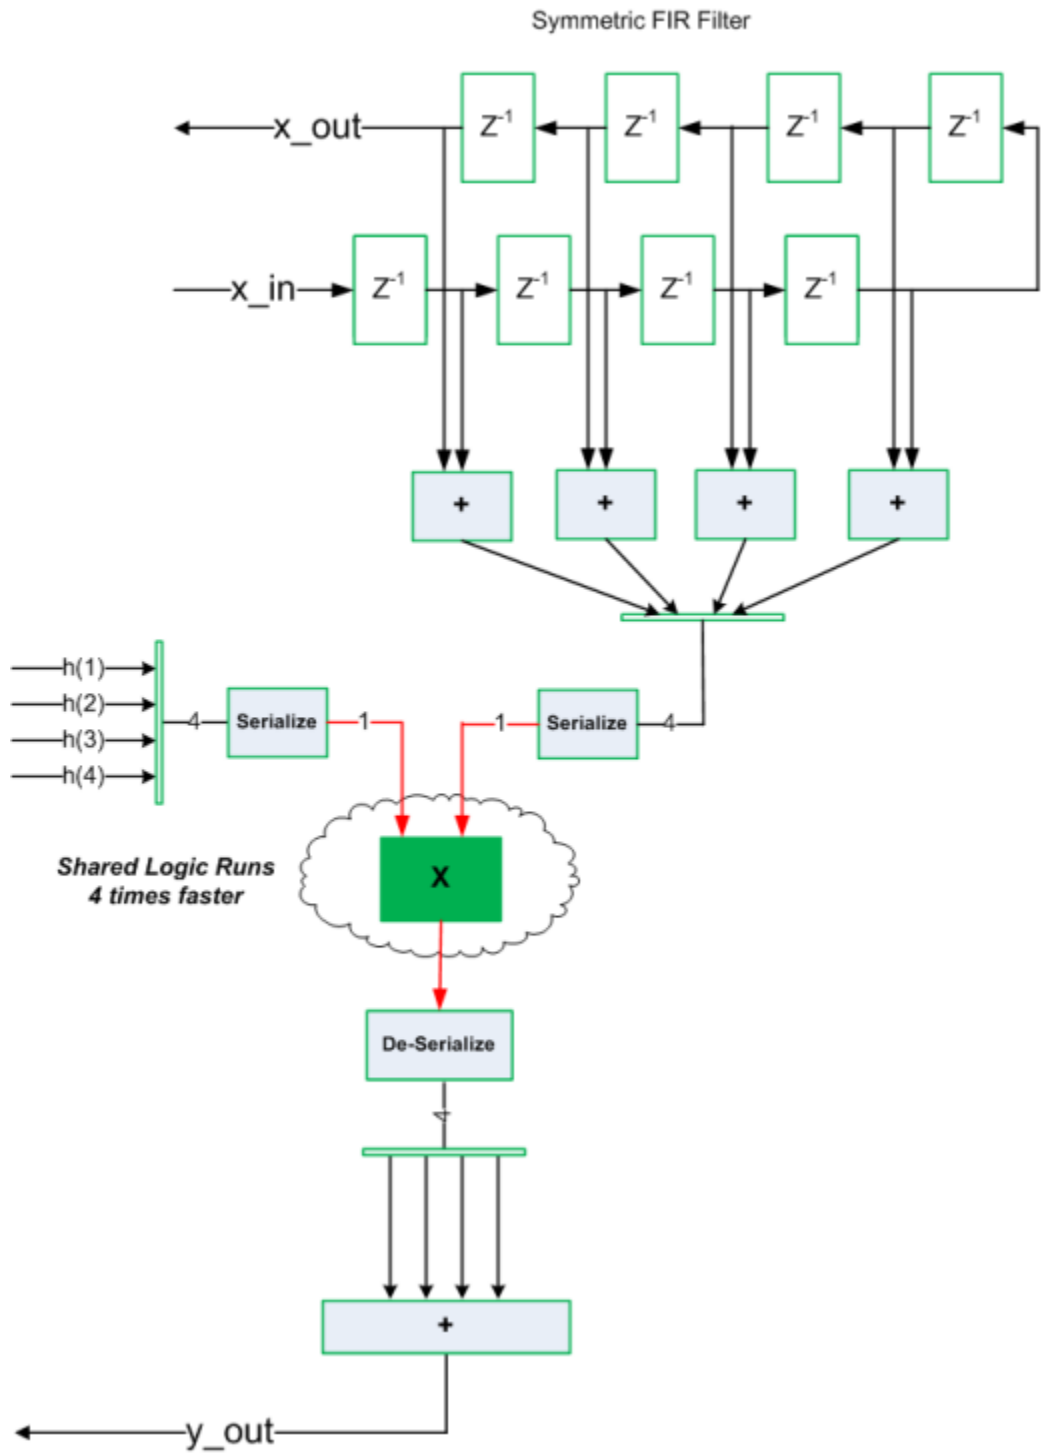 Symmetric FIR Filter
x_out
Z-1
Z-1
Z-1
Z-1
x_in
Z-1
Z-1
Z-1
Z-1
+
+
+
+
h(1)
h(2)
h(3)
h(4)
4
Serialize
1
1
Serialize
4
Shared Logic Runs
4 times faster
X
De-Serialize
4
+
y_out